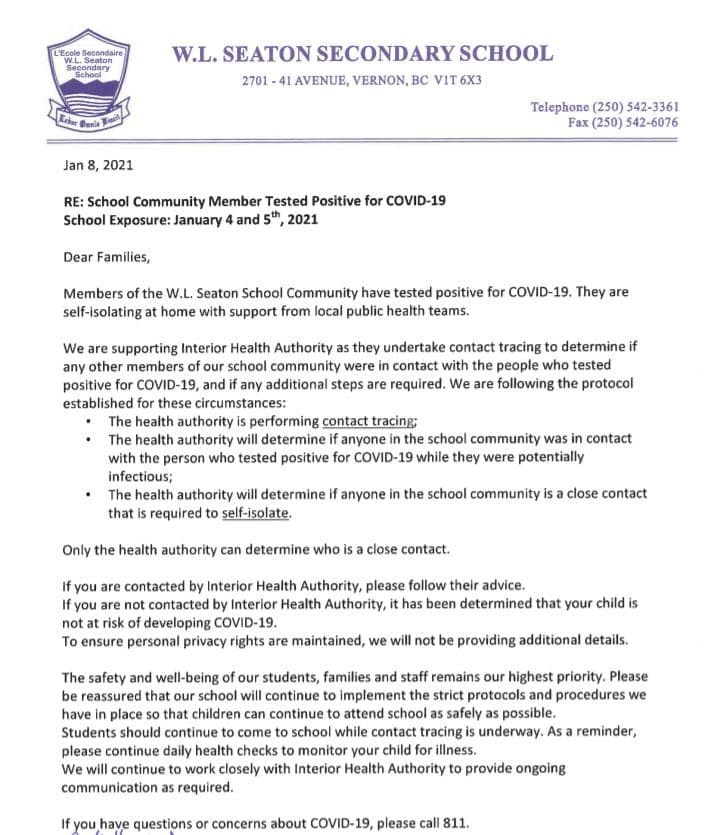 L'Ecole Secondaire
W.L. Seaton
Secondary
School
Labor Omnia Vincit
W.L. SEATON SECONDARY SCHOOL
2701 - 41 AVENUE, VERNON, BC V1T 6X3
Telephone (250) 542-3361
Fax (250) 542-6076
Jan 8, 2021
RE: School Community Member Tested Positive for COVID-19
School Exposure: January 4 and 5th, 2021
Dear Families,
Members of the W.L. Seaton School Community have tested positive for COVID-19. They are
self-isolating at home with support from local public health teams.
We are supporting Interior Health Authority as they undertake contact tracing to determine if
any other members of our school community were in contact with the people who tested
positive for COVID-19, and if any additional steps are required. We are following the protocol
established for these circumstances:
• The health authority is performing contact tracing;
• The health authority will determine if anyone in the school community was in contact
with the person who tested positive for COVID-19 while they were potentially
infectious;
• The health authority will determine if anyone in the school community is a close contact
that is required to self-isolate.
Only the health authority can determine who is a close contact.
If you are contacted by Interior Health Authority, please follow their advice.
If you are not contacted by Interior Health Authority, it has been determined that your child is
not at risk of developing COVID-19.
To ensure personal privacy rights are maintained, we will not be providing additional details.
The safety and well-being of our students, families and staff remains our highest priority. Please
be reassured that our school will continue to implement the strict protocols and procedures we
have in place so that children can continue to attend school as safely as possible.
Students should continue to come to school while contact tracing is underway. As a reminder,
please continue daily health checks to monitor your child for illness.
We will continue to work closely with Interior Health Authority to provide ongoing
communication as required.
If you have questions or concerns about COVID-19, please call 811.